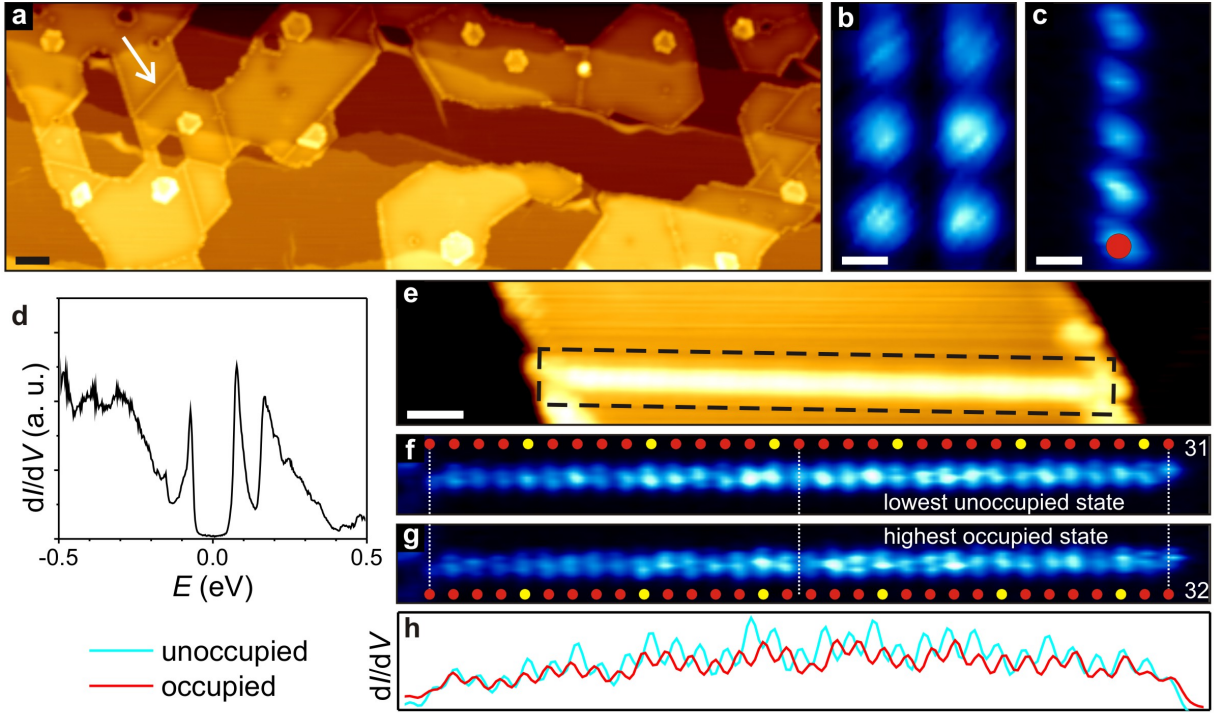 a
b
c
d
dI/dV (a. u.)
-0.5
0.0
0.5
E (eV)
e
f
31
lowest unoccupied state
g
highest occupied state
32
h
dI/dV
unoccupied
occupied